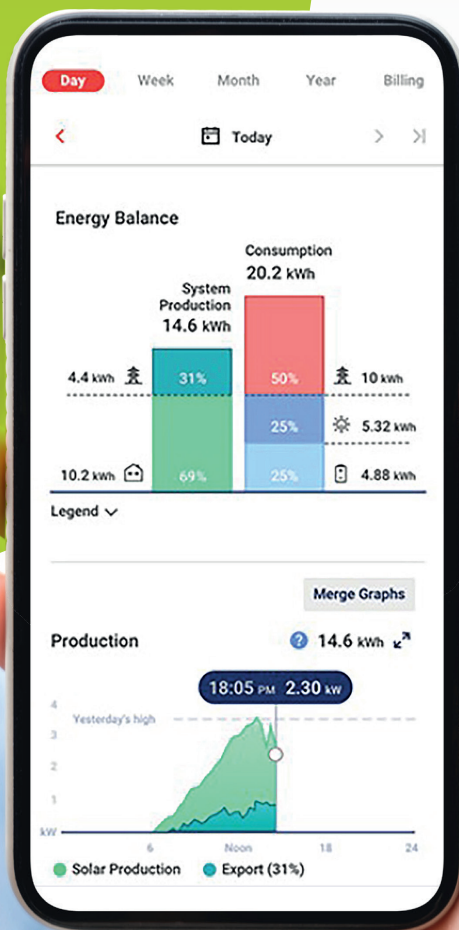 Day Week Month Year Billing
Today
Energy Balance
Consumption
20.2 kWh
System
Production
14.6 kWh
4.4 kWh 31% 50% 10 kWh
25% 5.32 kWh
10.2 kWh 69% 25% 4.88 kWh
Legend
Merge Graphs
Production ? 14.6 kWh
18:05 PM 2.30 kW
4
Yesterday's high
3
2
1
kW
6 Noon 18 24
Solar Production Export (31%)